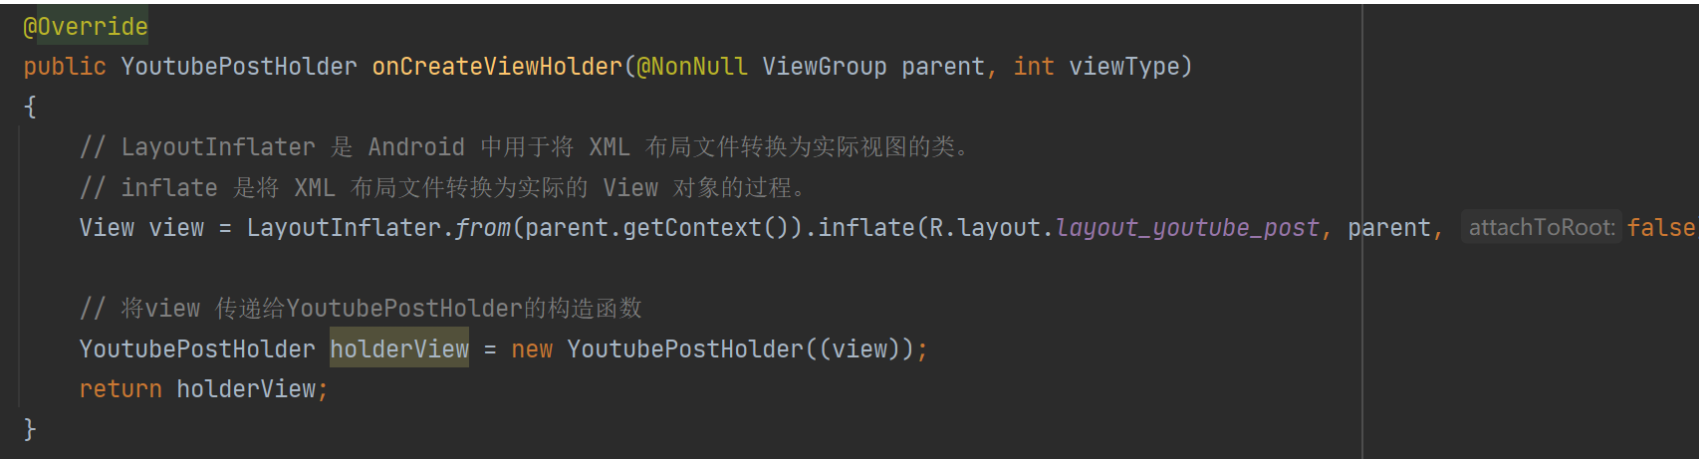 @Override
public YoutubePostHolder onCreateViewHolder(@NonNull ViewGroup parent, int viewType)
{
// LayoutInflater 是 Android 中用于将 XML 布局文件转换为实际视图的类。
// inflate 是将 XML 布局文件转换为实际的 View 对象的过程。
View view = LayoutInflater.from(parent.getContext()).inflate(R.layout.layout_youtube_post, parent, attachToRoot: false
// 将view 传递给YoutubePostHolder的构造函数
YoutubePostHolder holderView = new YoutubePostHolder((view));
return holderView;
}